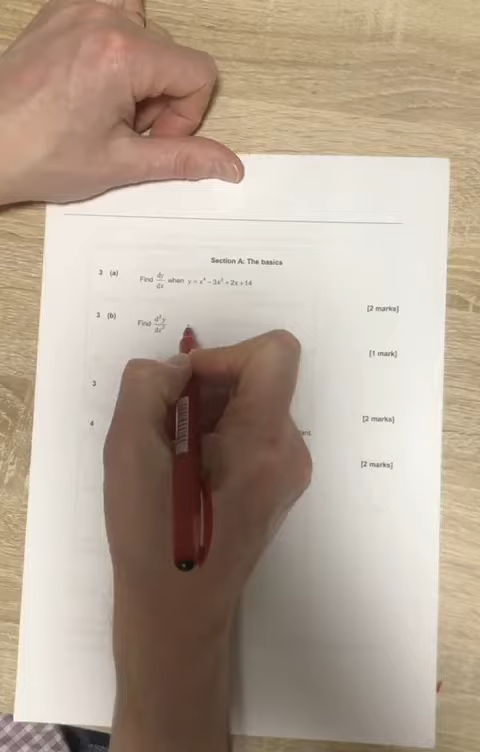 Section A: The basics
3 (a) Find dy/dx when y = x⁴ − 3x² + 2x + 14
[2 marks]
3 (b) Find d²y/dx²
[1 mark]
3
[2 marks]
4
[2 marks]